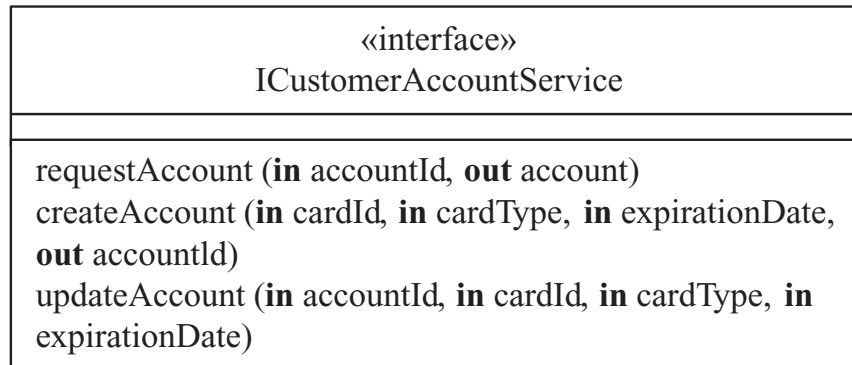 «interface»
ICustomerAccountService
requestAccount (in accountId, out account)
createAccount (in cardId, in cardType, in expirationDate,
out accountld)
updateAccount (in accountId, in cardId, in cardType, in
expirationDate)